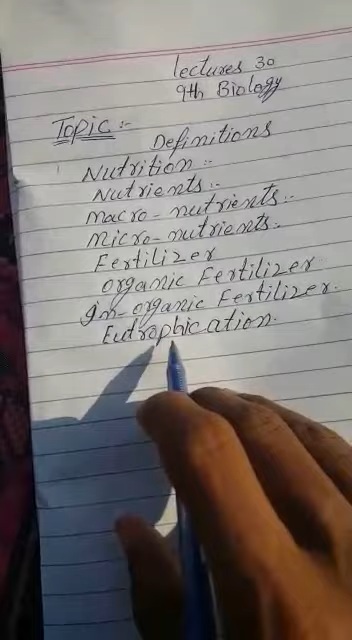 lectures 30
9th Biology
Topic:-
Definitions
Nutrition:-
Nutrients:-
Macro-nutrients:-
Micro-nutrients:-
Fertilizer
organic Fertilizer
In-organic Fertilizer.
Eutrophication.